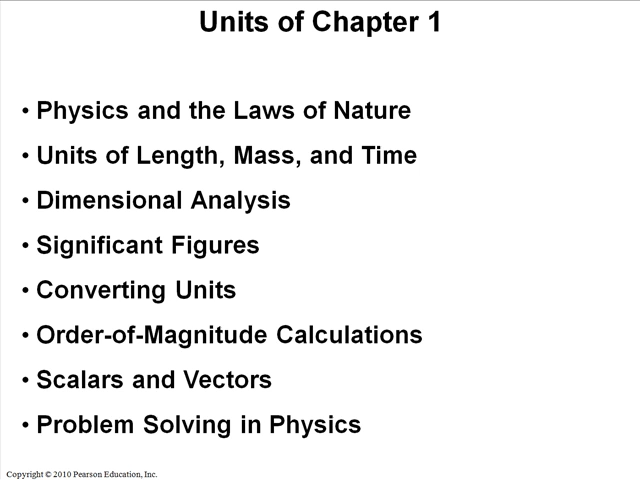 Units of Chapter 1
• Physics and the Laws of Nature
• Units of Length, Mass, and Time
• Dimensional Analysis
• Significant Figures
• Converting Units
• Order-of-Magnitude Calculations
• Scalars and Vectors
• Problem Solving in Physics
Copyright © 2010 Pearson Education, Inc.